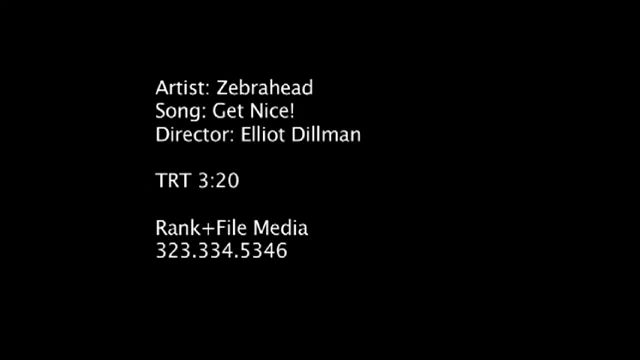 Artist: Zebrahead
Song: Get Nice!
Director: Elliot Dillman
TRT 3:20
Rank+File Media
323.334.5346